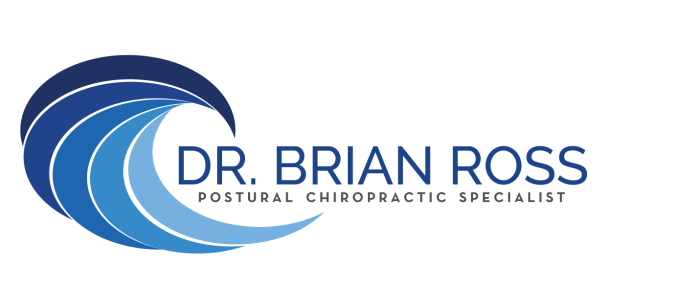 DR. BRIAN ROSS
POSTURAL CHIROPRACTIC SPECIALIST